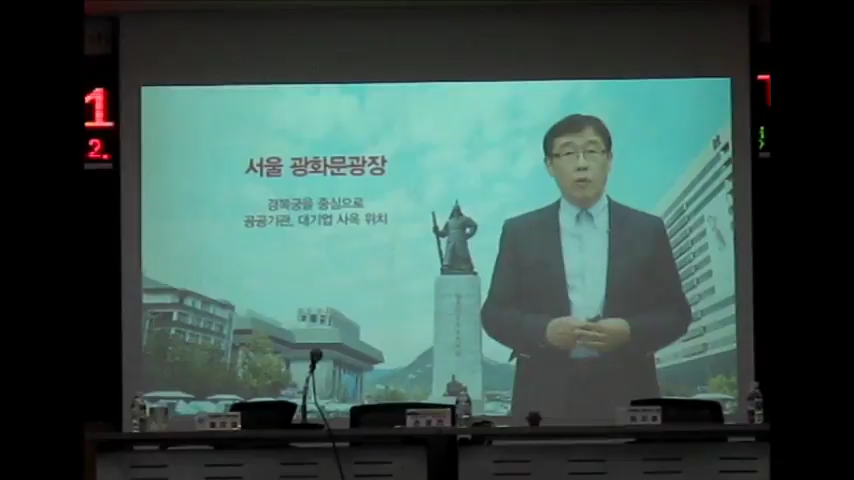 서울 광화문광장
경복궁을 중심으로
공공기관, 대기업 사옥 위치
1
2.